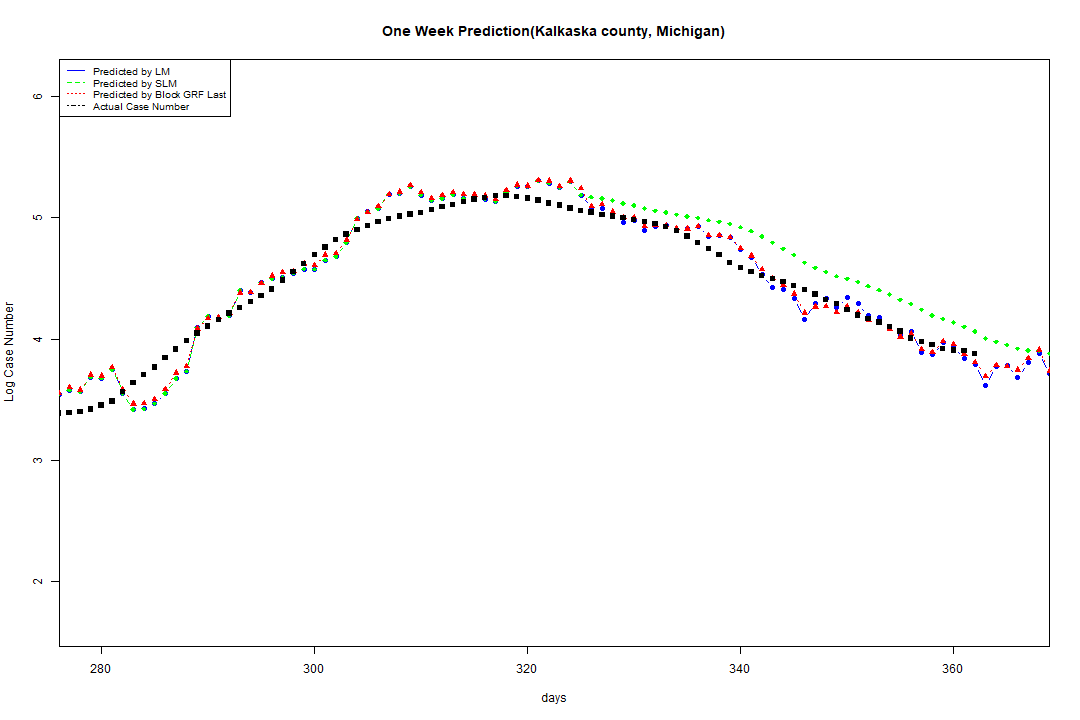 One Week Prediction(Kalkaska county, Michigan)
Predicted by LM
Predicted by SLM
Predicted by Block GRF Last
Actual Case Number
6
5
4
3
2
Log Case Number
280 300 320 340 360
days